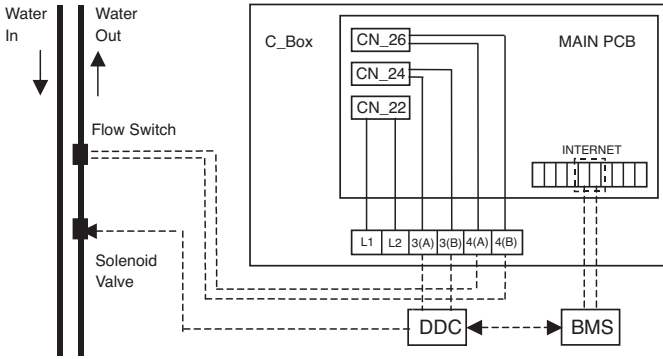 Water
In
Water
Out
C_Box
MAIN PCB
CN_26
CN_24
CN_22
Flow Switch
INTERNET
L1 L2 3(A) 3(B) 4(A) 4(B)
Solenoid
Valve
DDC
BMS